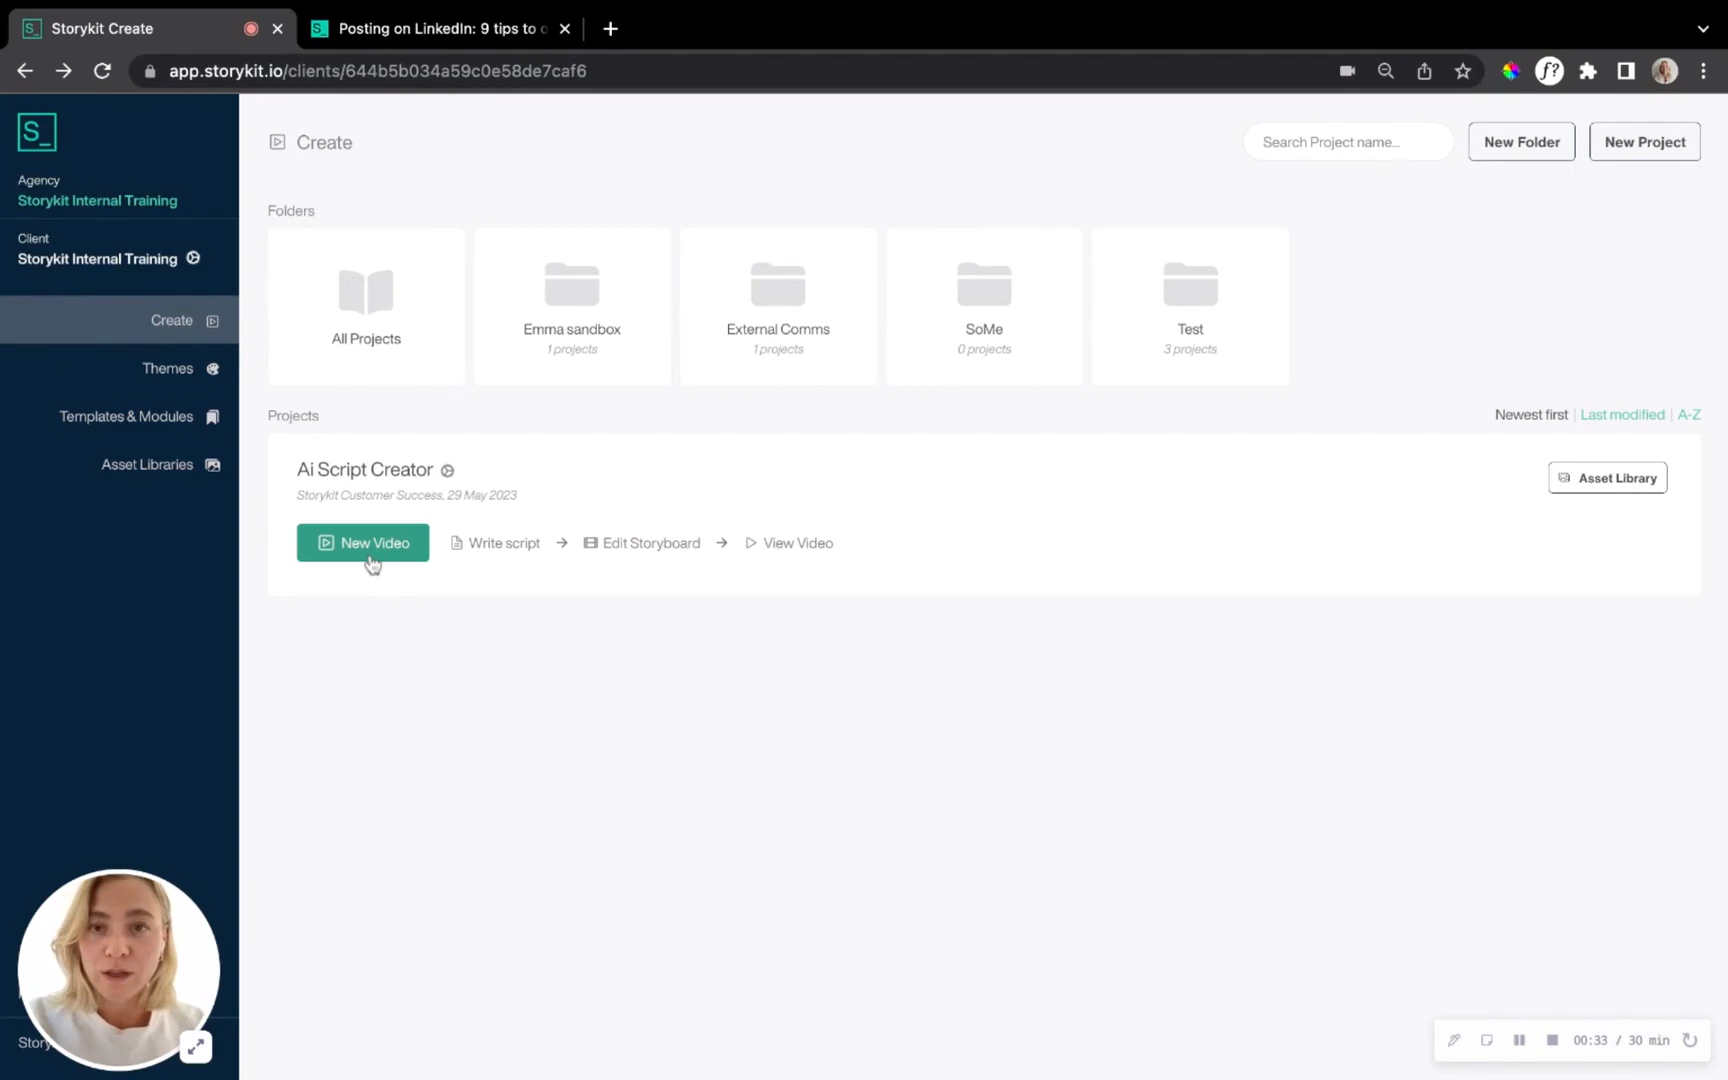 Storykit Create
Posting on LinkedIn: 9 tips to
app.storykit.io/clients/644b5b034a59c0e58de7caf6
S_
Agency
Storykit Internal Training
Client
Storykit Internal Training
Create
Themes
Templates & Modules
Asset Libraries
Create
Search Project name...
New Folder
New Project
Folders
All Projects
Emma sandbox
1 projects
External Comms
1 projects
SoMe
0 projects
Test
3 projects
Projects
Newest first | Last modified | A-Z
Ai Script Creator
Storykit Customer Success, 29 May 2023
Asset Library
New Video
Write script
Edit Storyboard
View Video
Story
00:33 / 30 min